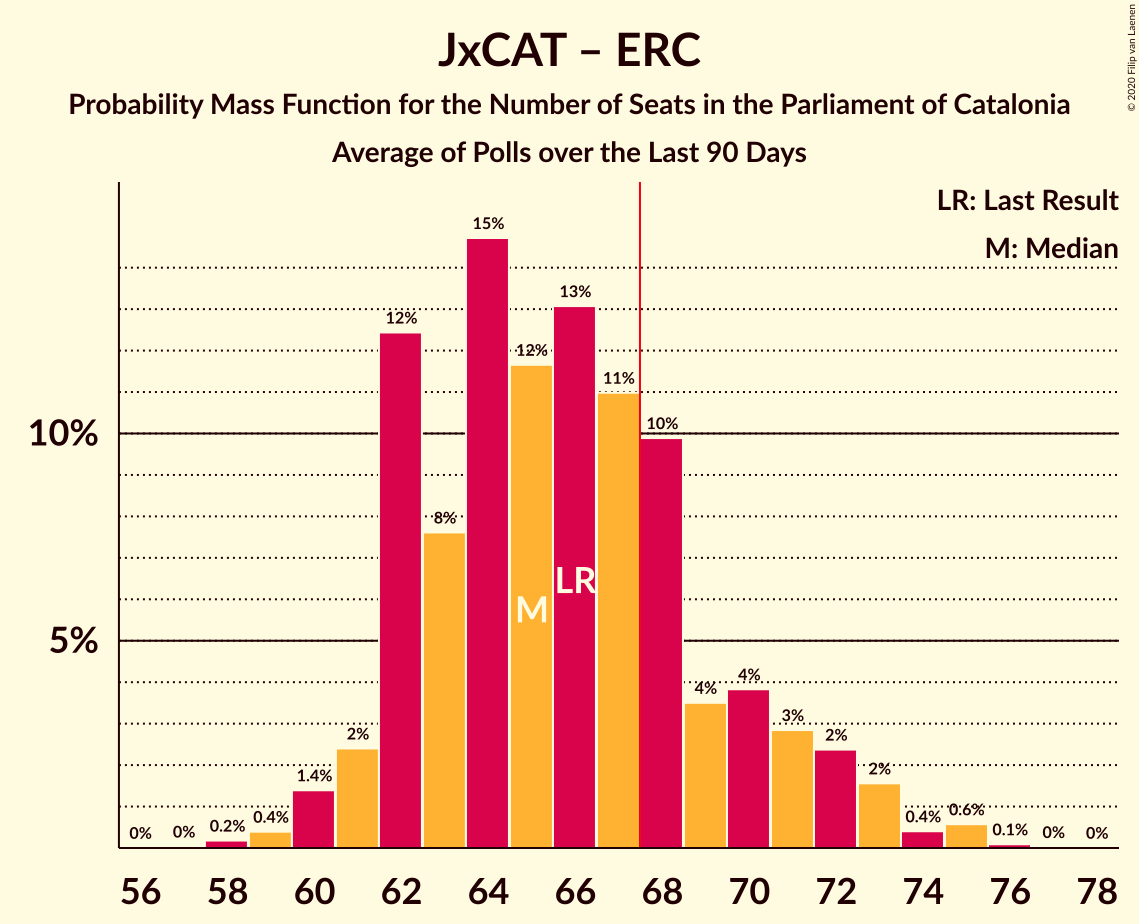 JxCAT – ERC
Probability Mass Function for the Number of Seats in the Parliament of Catalonia
Average of Polls over the Last 90 Days
© 2020 Filip van Laenen
LR: Last Result
M: Median
15%
13%
12%
12%
11%
10%
10%
8%
LR
M
5%
4%
4%
3%
2%
2%
2%
1.4%
0.6%
0.4%
0.4%
0.2%
0.1%
0%
0%
0%
0%
56 58 60 62 64 66 68 70 72 74 76 78